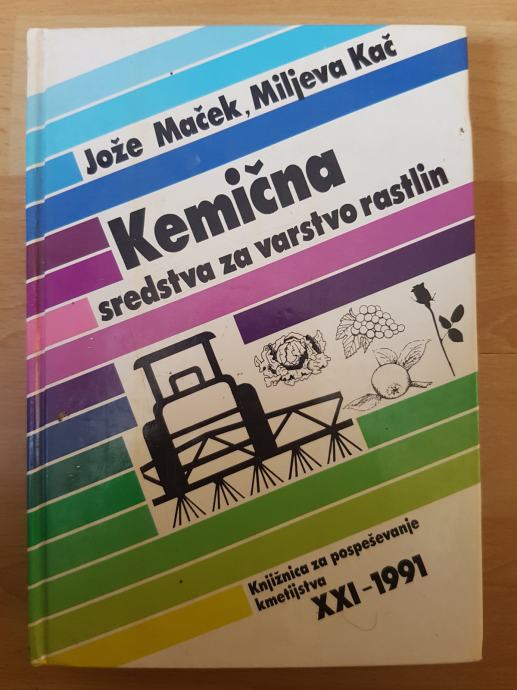 Jože Maček, Miljeva Kač
Kemična
sredstva za varstvo rastlin
Knjižnica za pospeševanje
kmetijstva
XXI-1991